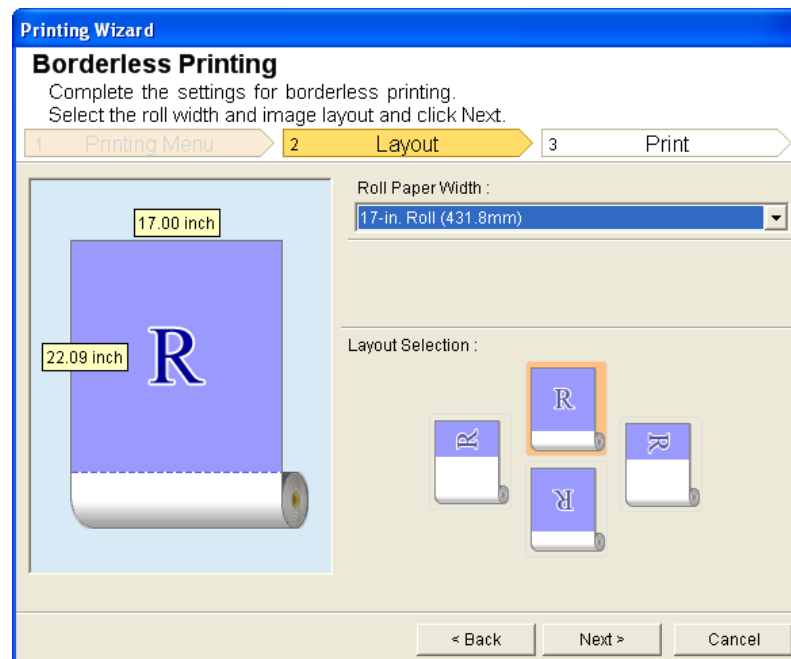 Printing Wizard
Borderless Printing
Complete the settings for borderless printing.
Select the roll width and image layout and click Next.
1 Printing Menu 2 Layout 3 Print
Roll Paper Width :
17-in. Roll (431.8mm)
17.00 inch
R
22.09 inch
Layout Selection :
R
R
R
R
< Back Next > Cancel